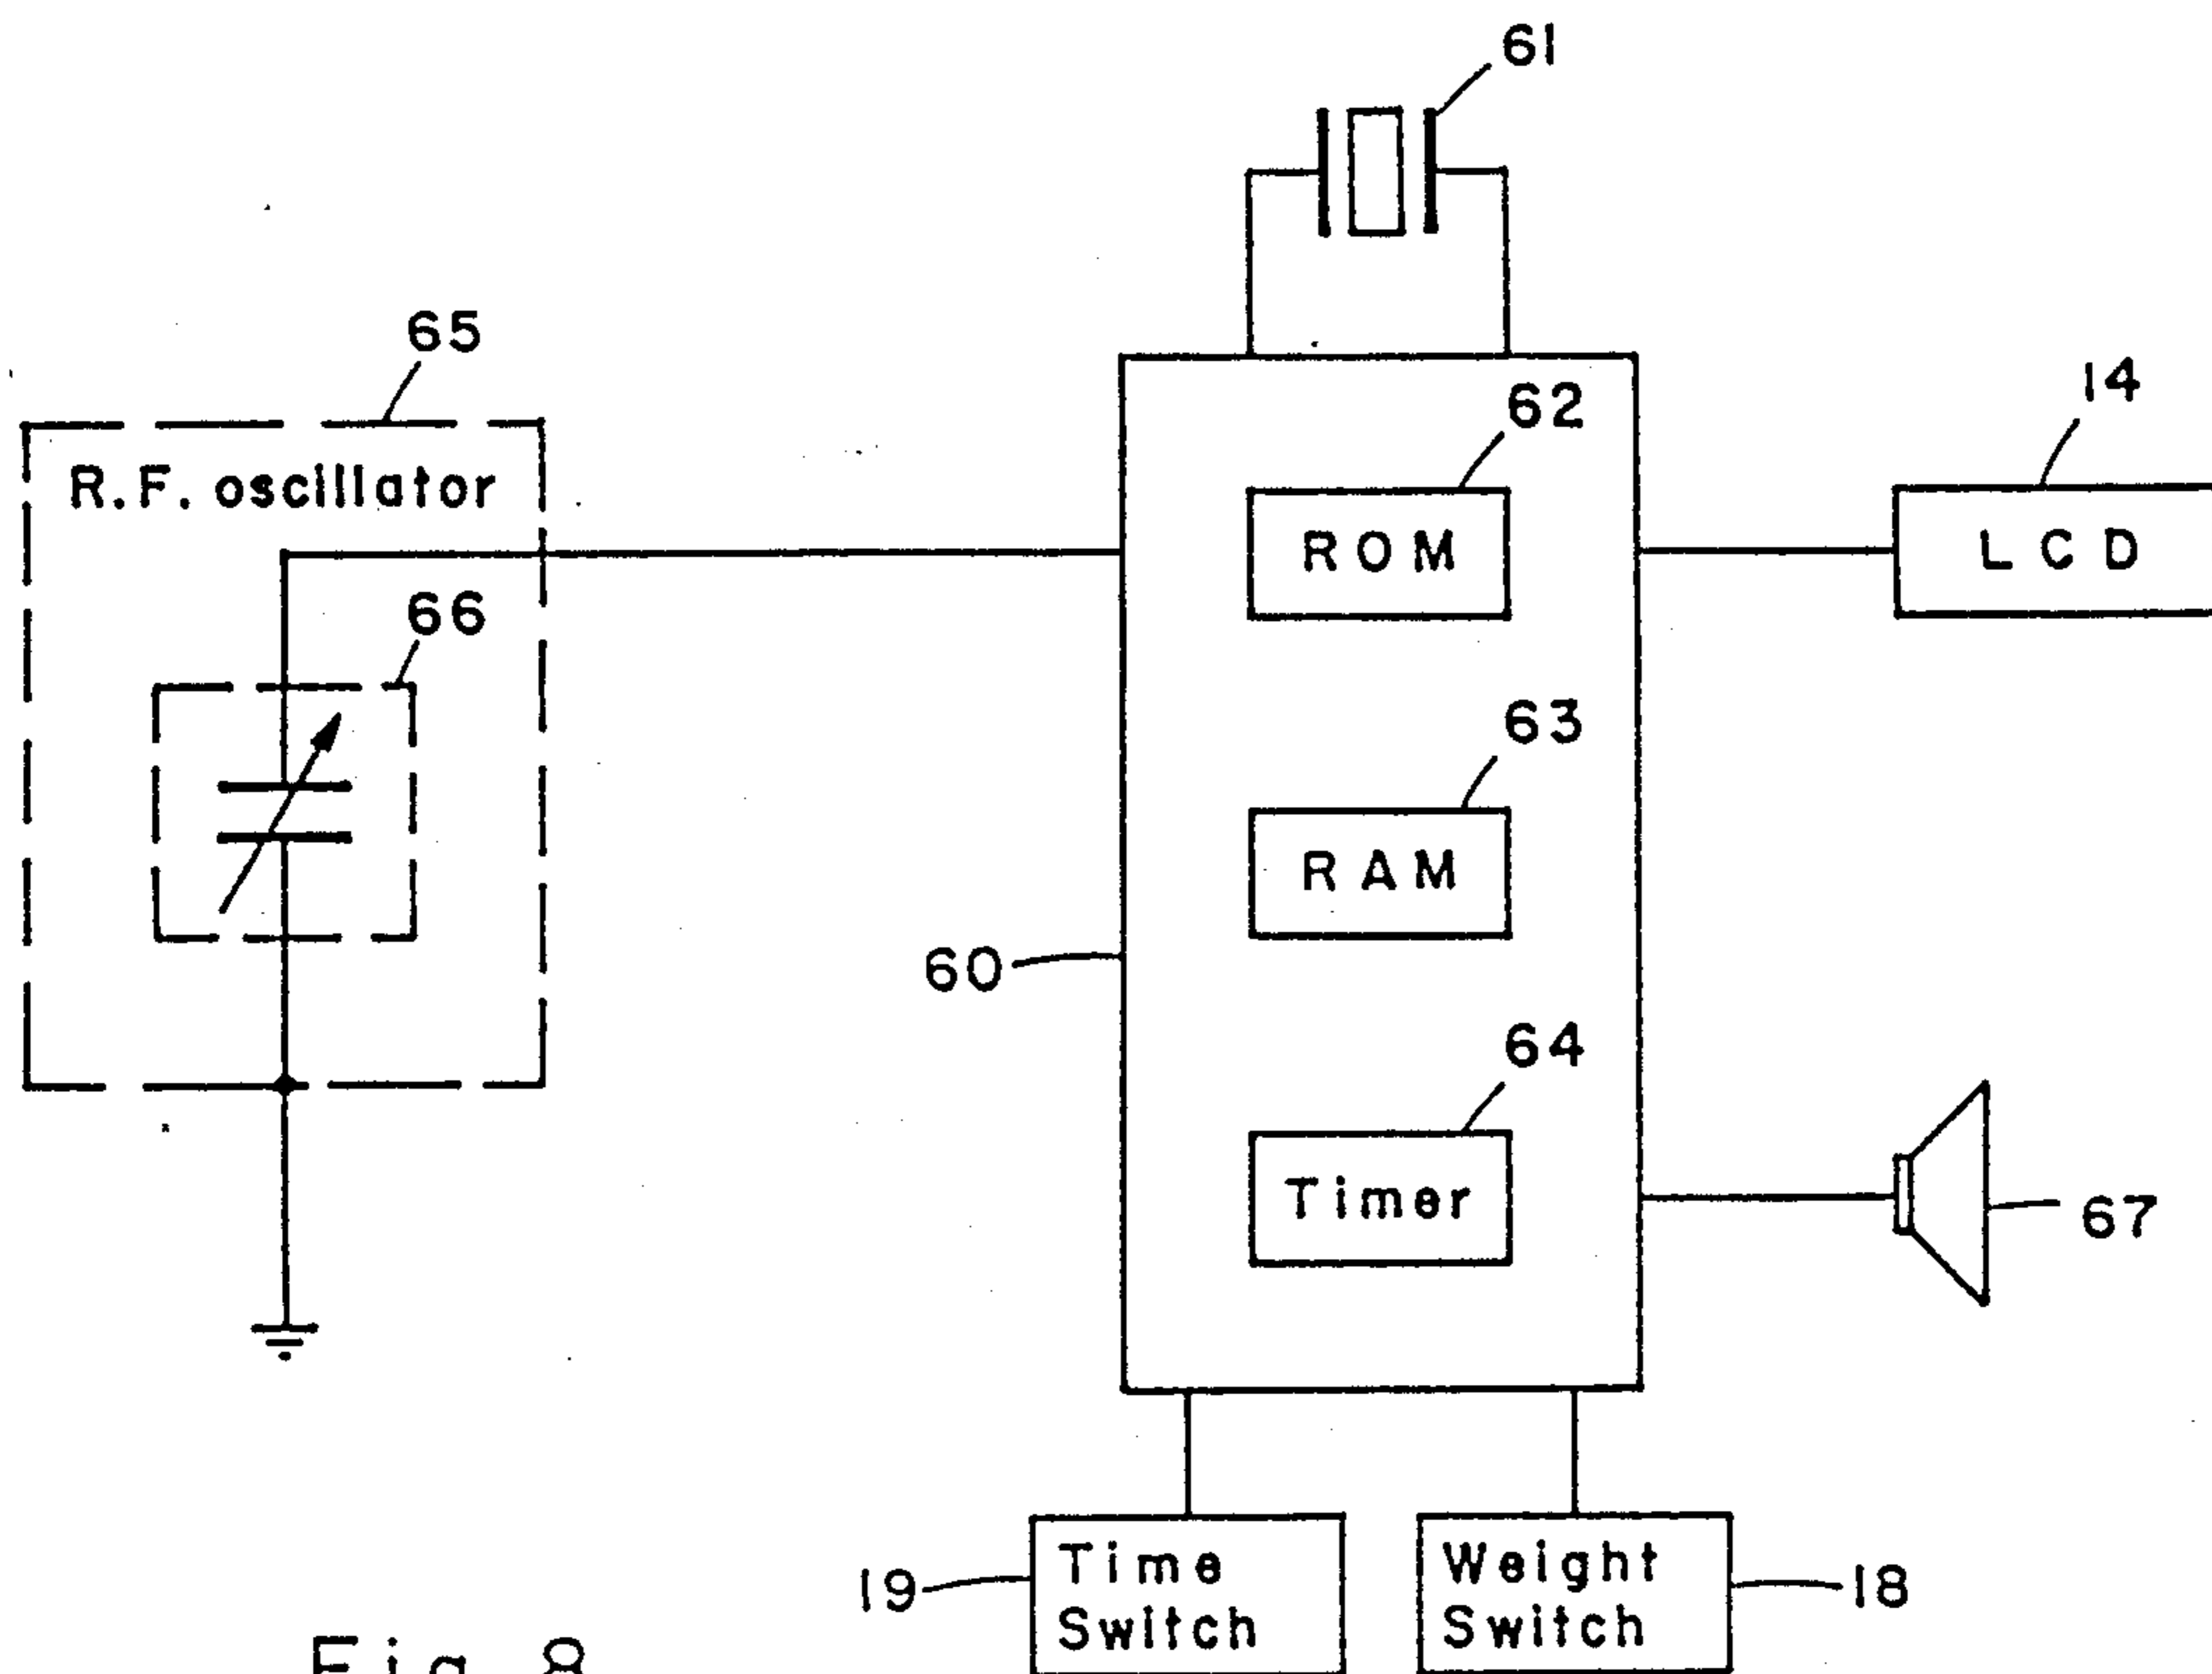 61
65
R.F. oscillator
62
14
ROM
LCD
66
63
RAM
60
64
Timer
67
19
Time
Switch
Weight
Switch
18
Fig. 8